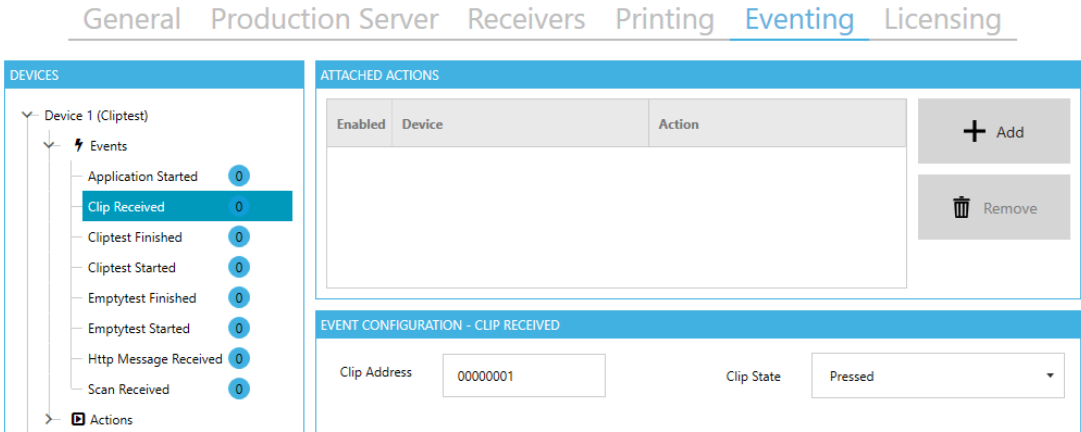 General Production Server Receivers Printing Eventing Licensing
DEVICES
Device 1 (Cliptest)
Events
Application Started 0
Clip Received 0
Cliptest Finished 0
Cliptest Started 0
Emptytest Finished 0
Emptytest Started 0
Http Message Received 0
Scan Received 0
Actions
ATTACHED ACTIONS
Enabled Device Action
Add
Remove
EVENT CONFIGURATION - CLIP RECEIVED
Clip Address 00000001 Clip State Pressed